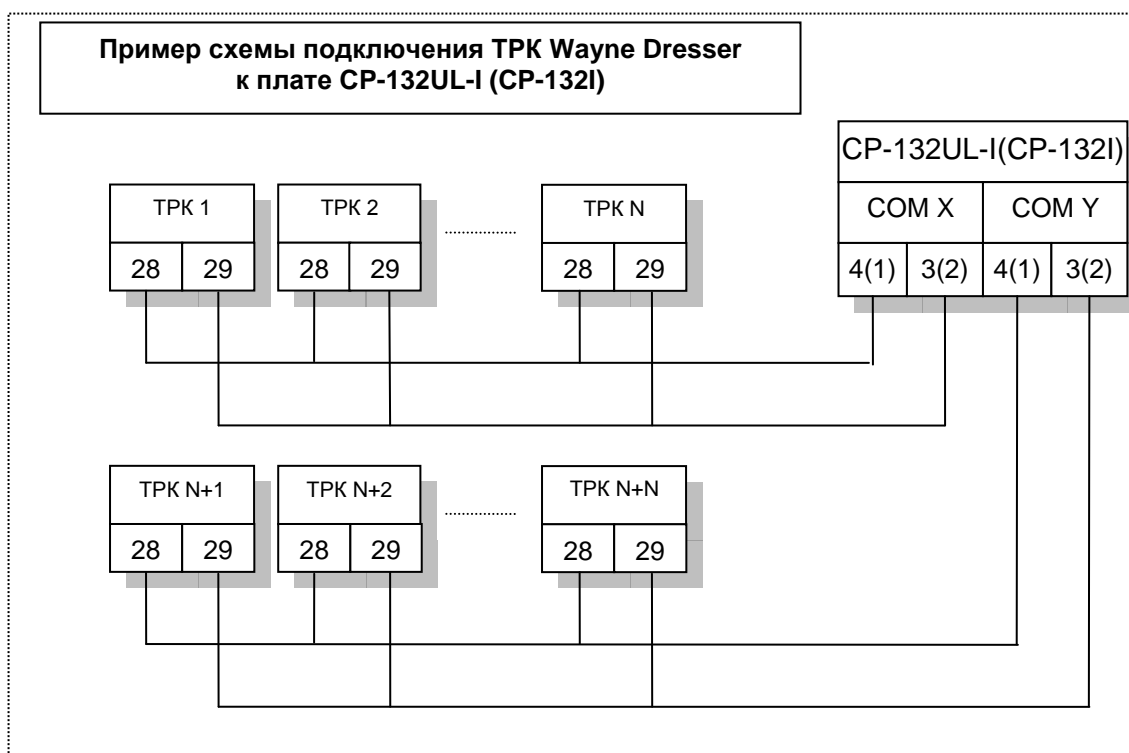 Пример схемы подключения ТРК Wayne Dresser
к плате CP-132UL-I (CP-132I)
CP-132UL-I(CP-132I)
COM X COM Y
4(1) 3(2) 4(1) 3(2)
ТРК 1 ТРК 2 ТРК N
28 29 28 29 28 29
ТРК N+1 ТРК N+2 ТРК N+N
28 29 28 29 28 29